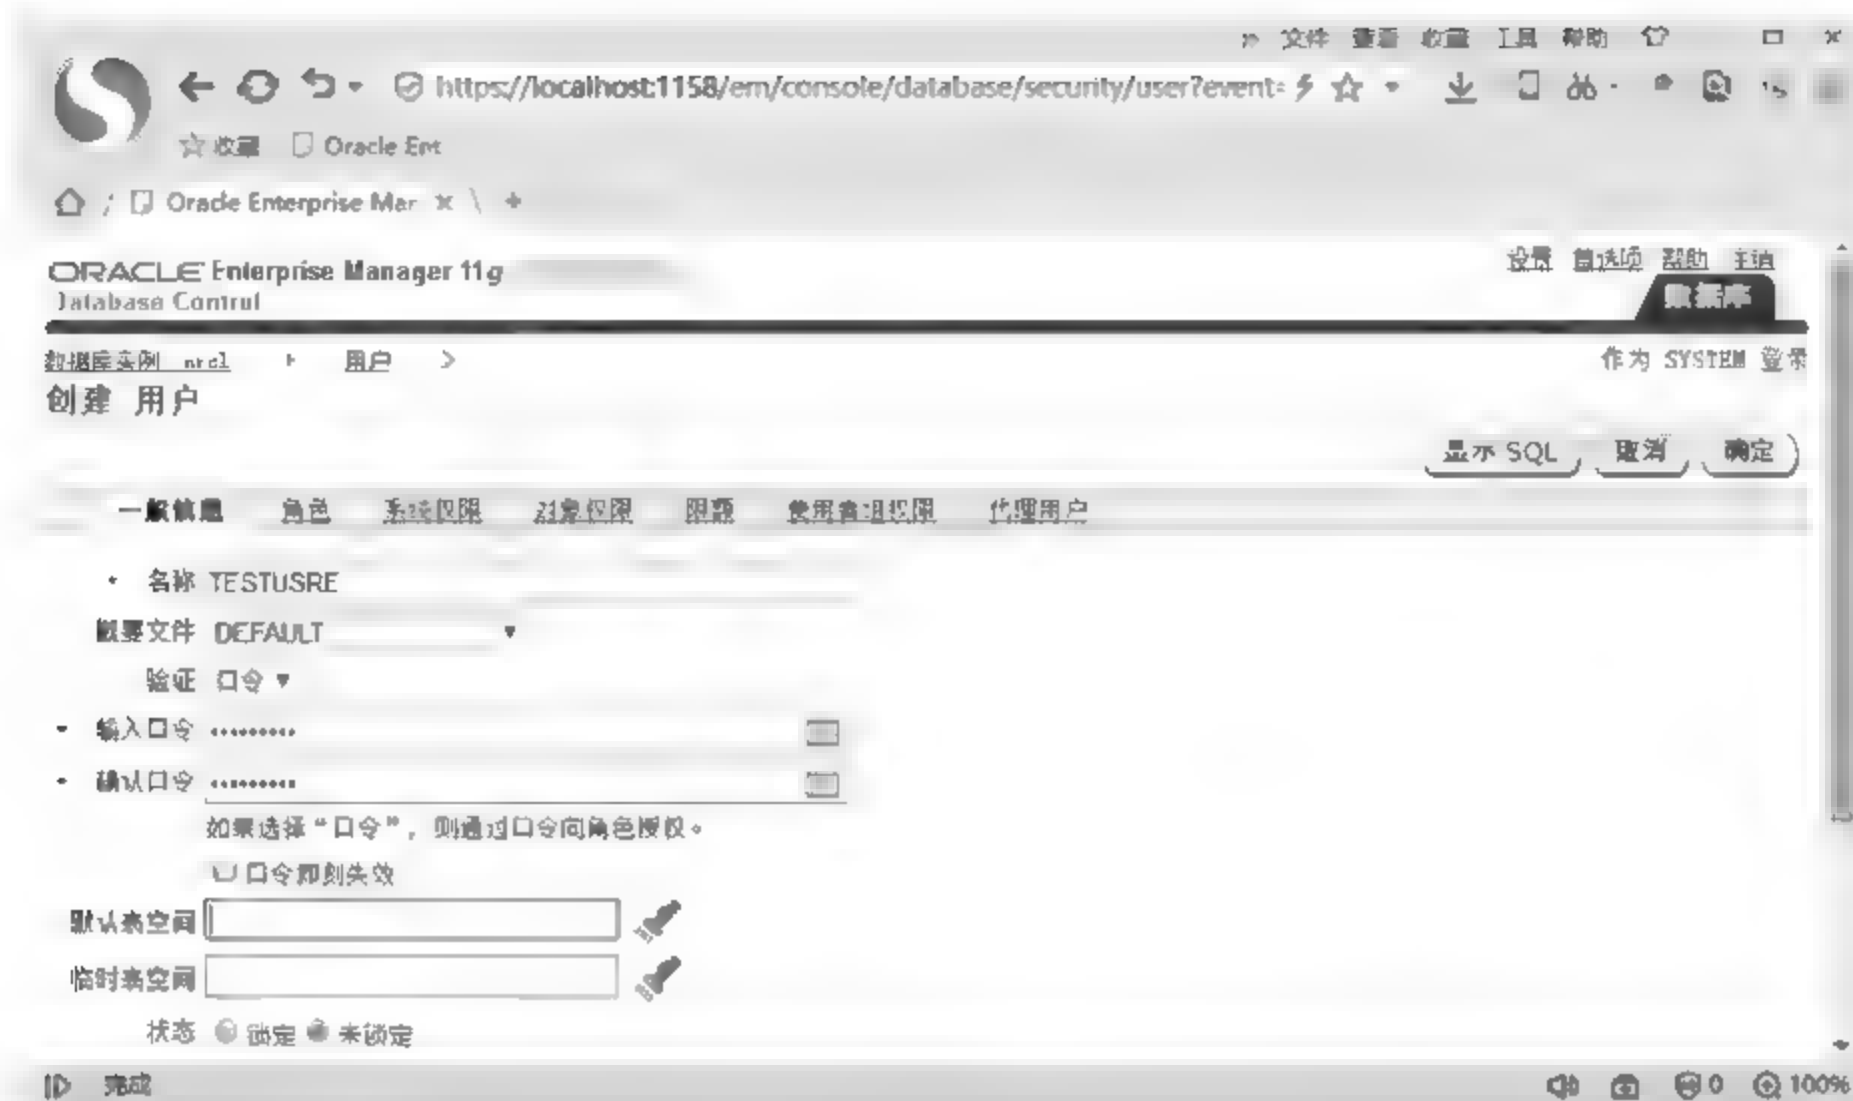 » 文件 查看 收藏 工具 帮助
https://localhost:1158/em/console/database/security/user?event=
收藏 Oracle Ent
Oracle Enterprise Mar
ORACLE Enterprise Manager 11g
Database Control
设置 首选项 帮助 注销
数据库
数据库实例 orcl 用户 >
作为 SYSTEM 登录
创建 用户
显示 SQL 取消 确定
一般信息 角色 系统权限 对象权限 限额 使用者组权限 代理用户
名称 TESTUSRE
概要文件 DEFAULT
验证 口令
输入口令 •••••••••
确认口令 •••••••••
如果选择“口令”, 则通过口令向角色授权。
口令即刻失效
默认表空间
临时表空间
状态 锁定 未锁定
完成
0 100%